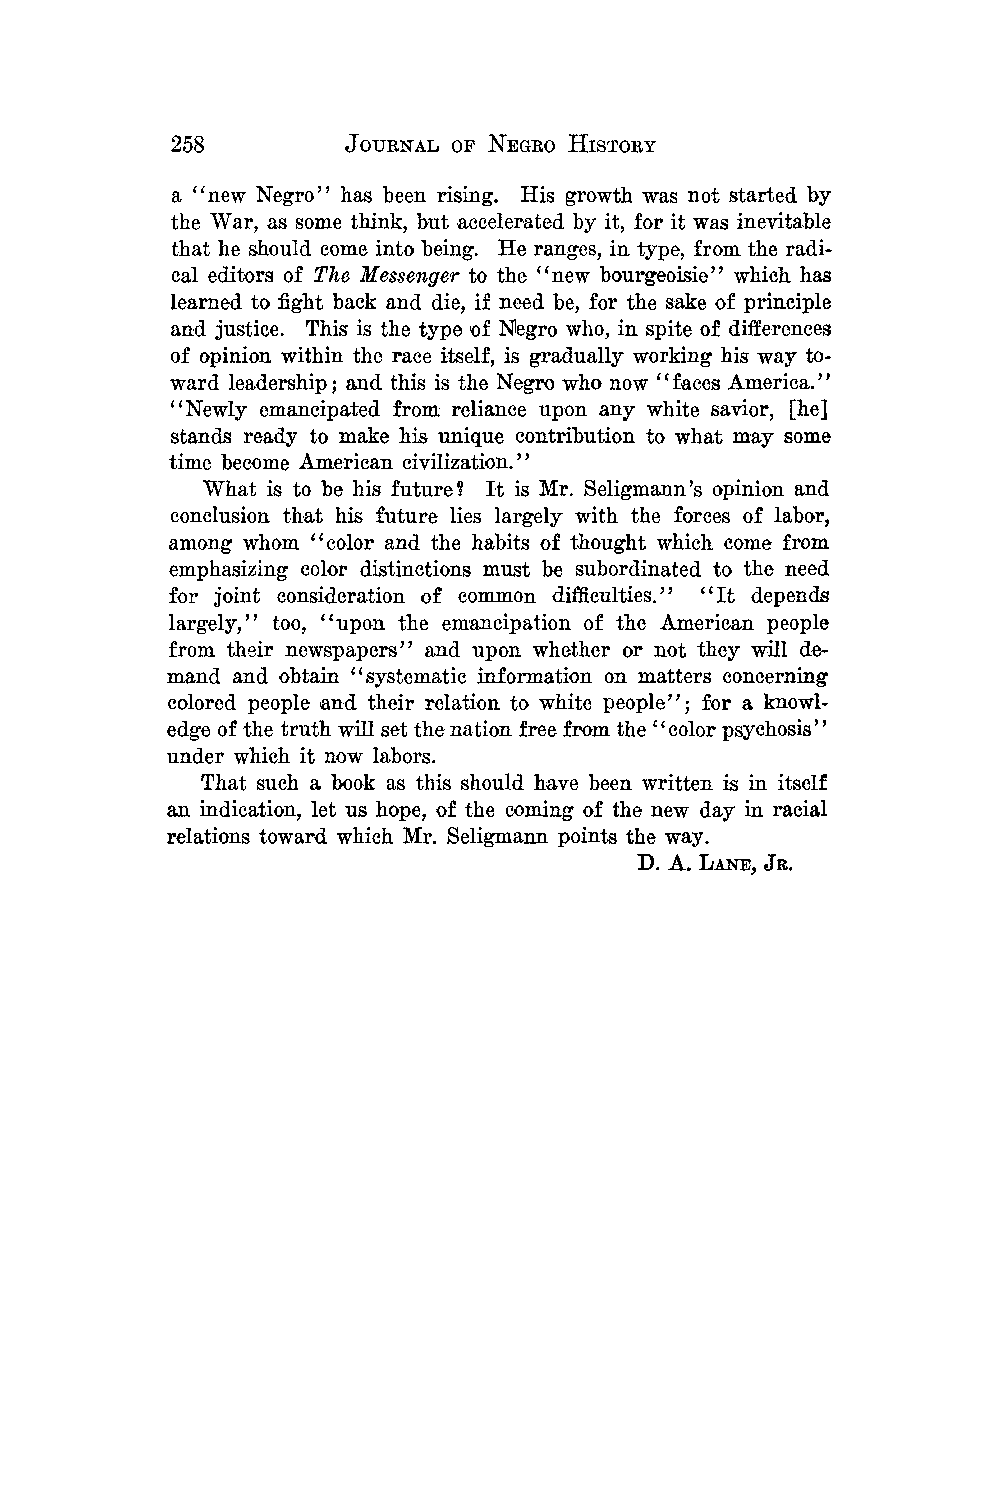 258 JOURNAL OF NEGRO HISTORY
a “new Negro” has been rising. His growth was not started by
the War, as some think, but accelerated by it, for it was inevitable
that he should come into being. He ranges, in type, from the radi-
cal editors of The Messenger to the “new bourgeoisie” which has
learned to fight back and die, if need be, for the sake of principle
and justice. This is the type of Negro who, in spite of differences
of opinion within the race itself, is gradually working his way to-
ward leadership; and this is the Negro who now “faces America.”
“Newly emancipated from reliance upon any white savior, [he]
stands ready to make his unique contribution to what may some
time become American civilization.”
What is to be his future? It is Mr. Seligmann’s opinion and
conclusion that his future lies largely with the forces of labor,
among whom “color and the habits of thought which come from
emphasizing color distinctions must be subordinated to the need
for joint consideration of common difficulties.” “It depends
largely,” too, “upon the emancipation of the American people
from their newspapers” and upon whether or not they will de-
mand and obtain “systematic information on matters concerning
colored people and their relation to white people”; for a knowl-
edge of the truth will set the nation free from the “color psychosis”
under which it now labors.
That such a book as this should have been written is in itself
an indication, let us hope, of the coming of the new day in racial
relations toward which Mr. Seligmann points the way.
D. A. LANE, JR.